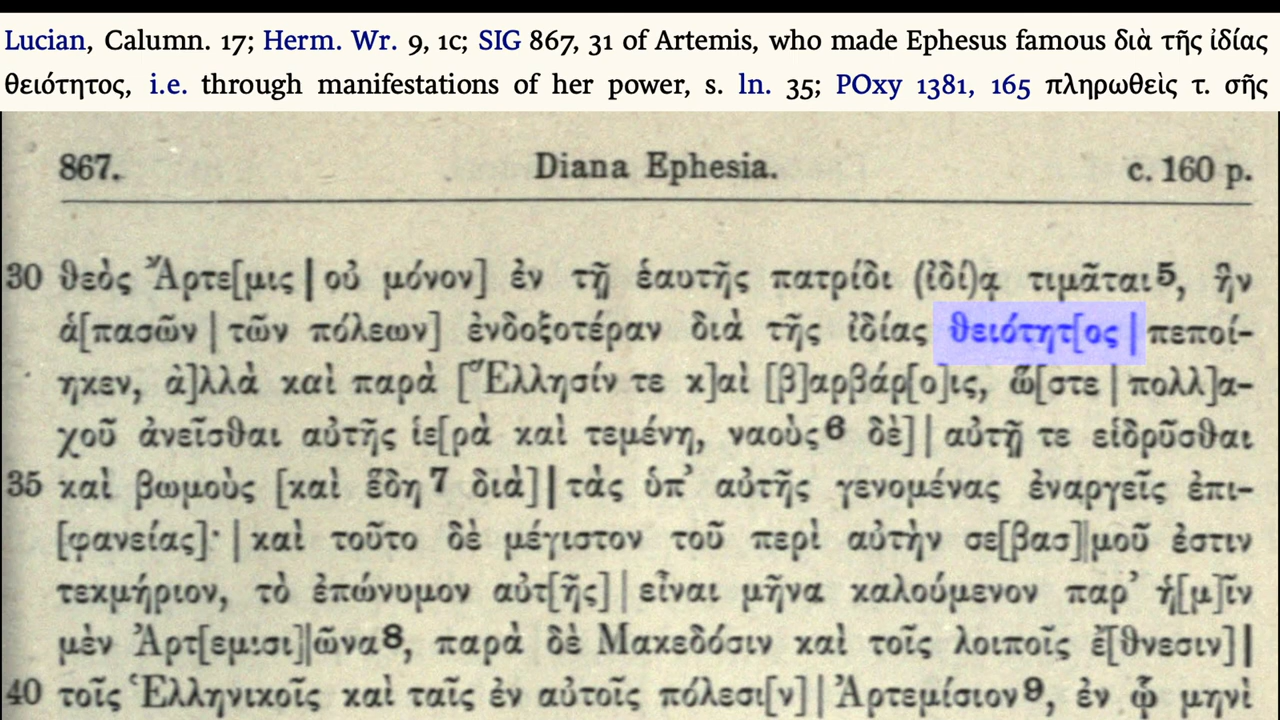 Lucian, Calumn. 17; Herm. Wr. 9, 1c; SIG 867, 31 of Artemis, who made Ephesus famous διὰ τῆς ἰδίας
θειότητος, i.e. through manifestations of her power, s. ln. 35; POxy 1381, 165 πληρωθεὶς τ. σῆς
867. Diana Ephesia. c. 160 p.
30 θεὸς Ἄρτε[μις | οὐ μόνον] ἐν τῇ ἑαυτῆς πατρίδι (ἰδί)ᾳ τιμᾶται5, ἣν
ἁ[πασῶν | τῶν πόλεων] ἐνδοξοτέραν διὰ τῆς ἰδίας θειότητ[ος | πεποί-
ηκεν, ἀ]λλὰ καὶ παρὰ [Ἕλλησίν τε κ]αὶ [β]αρβάρ[ο]ις, ὥ[στε | πολλ]α-
χοῦ ἀνεῖσθαι αὐτῆς ἱε[ρὰ καὶ τεμένη, ναοὺς6 δὲ] | αὐτῇ τε εἱδρῦσθαι
35 καὶ βωμοὺς [καὶ ἕδη7 διὰ] | τὰς ὑπ’ αὐτῆς γενομένας ἐναργεῖς ἐπι-
[φανείας]· | καὶ τοῦτο δὲ μέγιστον τοῦ περὶ αὐτὴν σε[βασ]‖μοῦ ἐστιν
τεκμήριον, τὸ ἐπώνυμον αὐτ[ῆς] | εἶναι μῆνα καλούμενον παρ’ ἡ[μ]ῖν
μὲν Ἀρτ[εμισι]|ῶνα8, παρὰ δὲ Μακεδόσιν καὶ τοῖς λοιποῖς ἔ[θνεσιν] |
40 τοῖς Ἑλληνικοῖς καὶ ταῖς ἐν αὐτοῖς πόλεσι[ν] | Ἀρτεμίσιον9, ἐν ᾧ μηνὶ